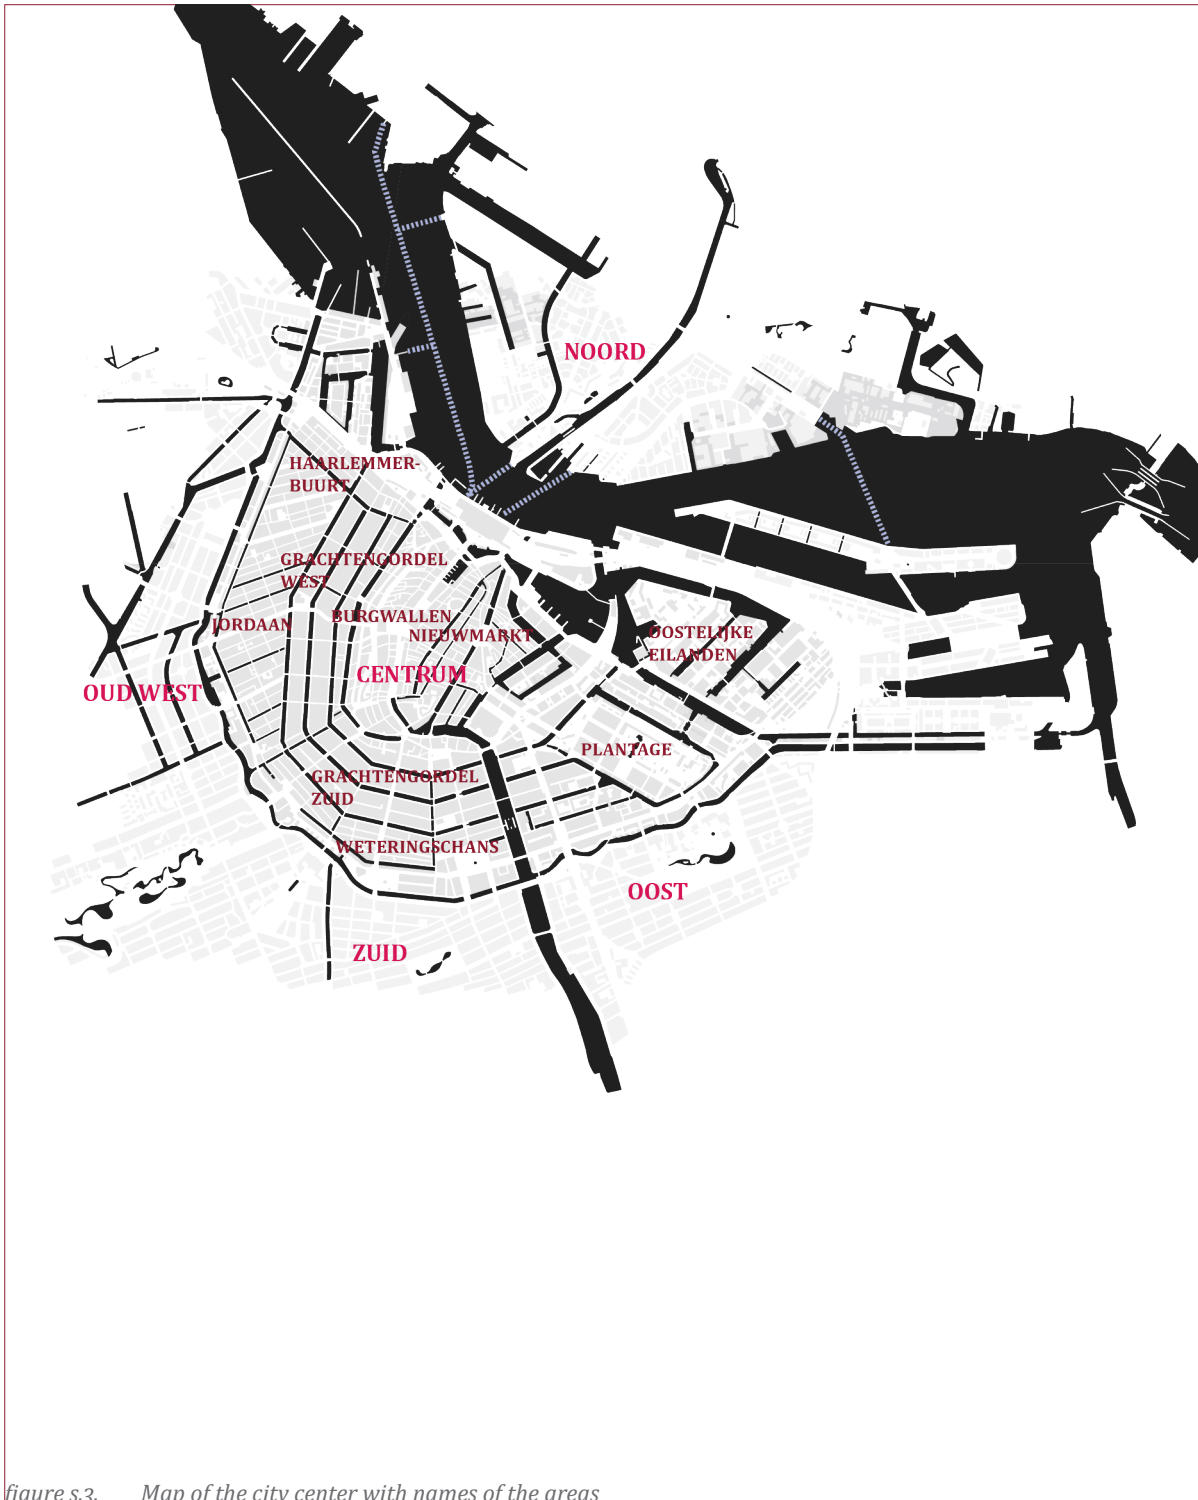 NOORD
HAARLEMMER-
BUURT
GRACHTENGORDEL
WEST
BURGWALLEN
JORDAAN
NIEUWMARKT
OOSTELIJKE
EILANDEN
CENTRUM
OUD WEST
PLANTAGE
GRACHTENGORDEL
ZUID
WETERINGSCHANS
OOST
ZUID
figure s.3. Map of the city center with names of the areas